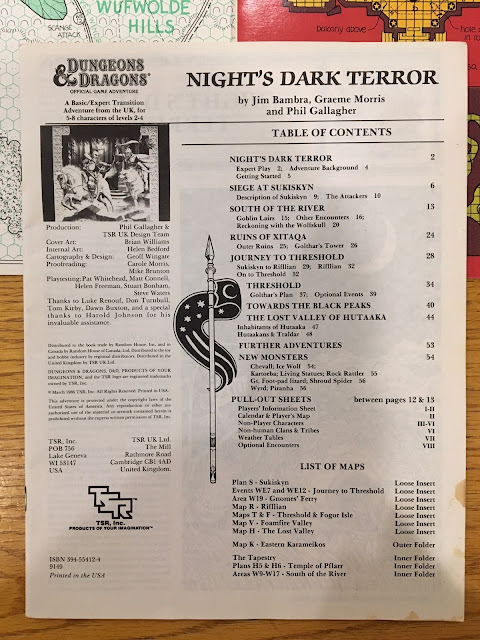 WUFWOLDE
HILLS
SCENSE
ATTACK
Balcony above
hole
in
DUNGEONS
& DRAGONS®
OFFICIAL GAME ADVENTURE
A Basic/Expert Transition
Adventure from the UK, for
5-8 characters of levels 2-4
Production: Phil Gallagher &
TSR UK Design Team
Cover Art: Brian Williams
Internal Art: Helen Bedford
Cartography & Design: Geoff Wingate
Proofreading: Carole Morris,
Mike Brunton
Playtesting: Pat Whitehead, Matt Connell,
Helen Freeman, Stuart Bonham,
Steve Waters
Thanks to Luke Renouf, Don Turnbull,
Tom Kirby, Dawn Buxton, and a special
thanks to Harold Johnson for his
invaluable assistance.
Distributed to the book trade by Random House, Inc. and in
Canada by Random House of Canada, Ltd. Distributed to the toy
and hobby industry by regional distributors. Distributed in the
United Kingdom by TSR UK Ltd.
DUNGEONS & DRAGONS, D&D, PRODUCTS OF YOUR
IMAGINATION, and the TSR logo are registered trademarks
owned by TSR, Inc.
© March 1986 TSR, Inc. All Rights Reserved. Printed in USA.
This adventure is protected under the copyright laws of the
United States of America. Any reproduction or other un-
authorized use of the material or artwork contained herein is
prohibited without the express written permission of TSR, Inc.
TSR, Inc.
POB 756
Lake Geneva
WI 53147
USA
TSR UK Ltd.
The Mill
Rathmore Road
Cambridge CB1 4AD
United Kingdom.
TSR, Inc.
PRODUCTS OF YOUR IMAGINATION™
ISBN 394-55412-4
9149
Printed in the USA
NIGHT'S DARK TERROR
by Jim Bambra, Graeme Morris
and Phil Gallagher
TABLE OF CONTENTS
NIGHT'S DARK TERROR 2
Expert Play 2; Adventure Background 4
Getting Started 5
SIEGE AT SUKISKYN 6
Description of Sukiskyn 9; The Attackers 10
SOUTH OF THE RIVER 13
Goblin Lairs 15; Other Encounters 16;
Reckoning with the Wolfskull 20
RUINS OF XITAQA 24
Outer Ruins 25; Golthar's Tower 26
JOURNEY TO THRESHOLD 28
Sukiskyn to Rifllian 29; Rifllian 32
On to Threshold 32
THRESHOLD 34
Golthar's Plan 37; Optional Events 39
TOWARDS THE BLACK PEAKS 40
THE LOST VALLEY OF HUTAAKA 44
Inhabitants of Hutaaka 47
Hutaakans & Traldar 48
FURTHER ADVENTURES 53
NEW MONSTERS 54
Chevall; Ice Wolf 54;
Kartoeba; Living Statues; Rock Rattler 55
Gt. Foot-pad lizard; Shroud Spider 56
Wyrd; Piranha 56
PULL-OUT SHEETS between pages 12 & 13
Players' Information Sheet I-II
Calendar & Player's Map II
Non-Player Characters III-VI
Non-human Clans & Tribes VI
Weather Tables VII
Optional Encounters VIII
LIST OF MAPS
Plan S - Sukiskyn Loose Insert
Events WE7 and WE12 - Journey to Threshold Loose Insert
Area W19 - Gnomes' Ferry Loose Insert
Map R - Rifllian Loose Insert
Maps T & F - Threshold & Fogor Isle Loose Insert
Map V - Foamfire Valley Loose Insert
Map H - The Lost Valley Loose Insert
Map K - Eastern Karameikos Outer Folder
The Tapestry Inner Folder
Plans H5 & H6 - Temple of Pflarr Inner Folder
Areas W9-W17 - South of the River Inner Folder